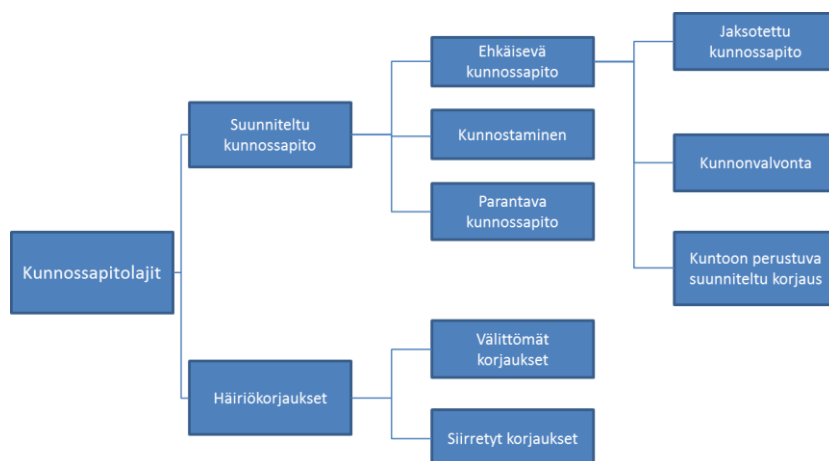 Jaksotettu
kunnossapito
Ehkäisevä
kunnossapito
Suunniteltu
kunnossapito
Kunnostaminen
Kunnonvalvonta
Parantava
kunnossapito
Kunnossapitolajit
Kuntoon perustuva
suunniteltu korjaus
Välittömät
korjaukset
Häiriökorjaukset
Siirretyt korjaukset